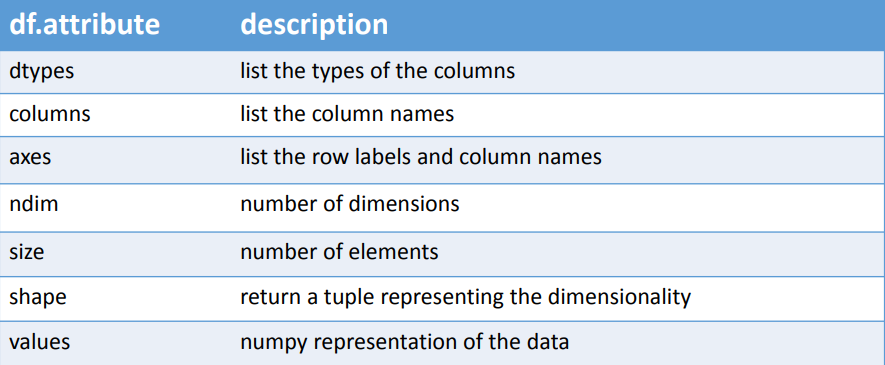 df.attribute description
dtypes list the types of the columns
columns list the column names
axes list the row labels and column names
ndim number of dimensions
size number of elements
shape return a tuple representing the dimensionality
values numpy representation of the data